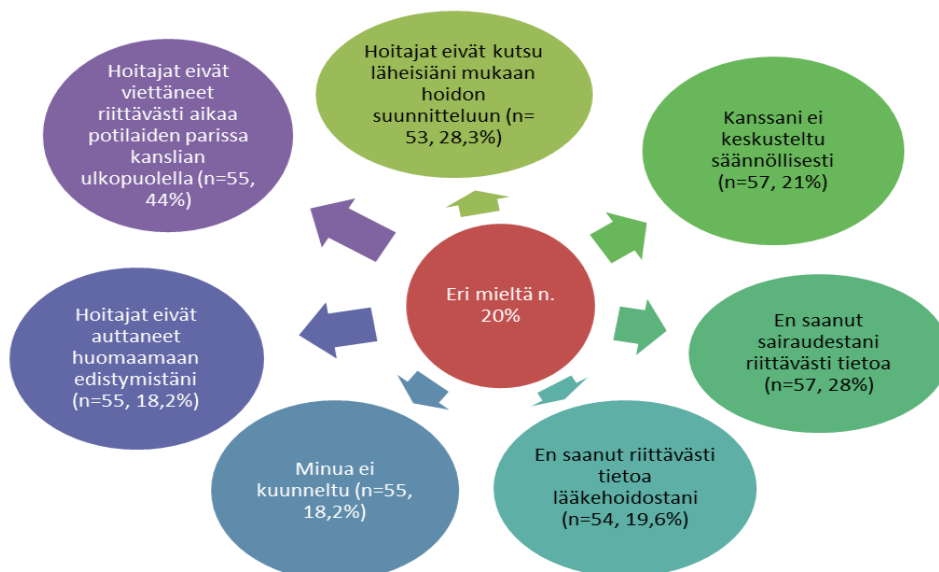 Hoitajat eivät kutsu
läheisiäni mukaan
hoidon
suunnitteluun (n=
53, 28,3%)
Kanssani ei
keskusteltu
säännöllisesti
(n=57, 21%)
En saanut
sairaudestani
riittävästi tietoa
(n=57, 28%)
En saanut riittävästi
tietoa
lääkehoidostani
(n=54, 19,6%)
Minua ei
kuunneltu (n=55,
18,2%)
Hoitajat eivät
auttaneet
huomaamaan
edistymistäni
(n=55, 18,2%)
Hoitajat eivät
viettäneet
riittävästi aikaa
potilaiden parissa
kanslian
ulkopuolella (n=55,
44%)
Eri mieltä n.
20%